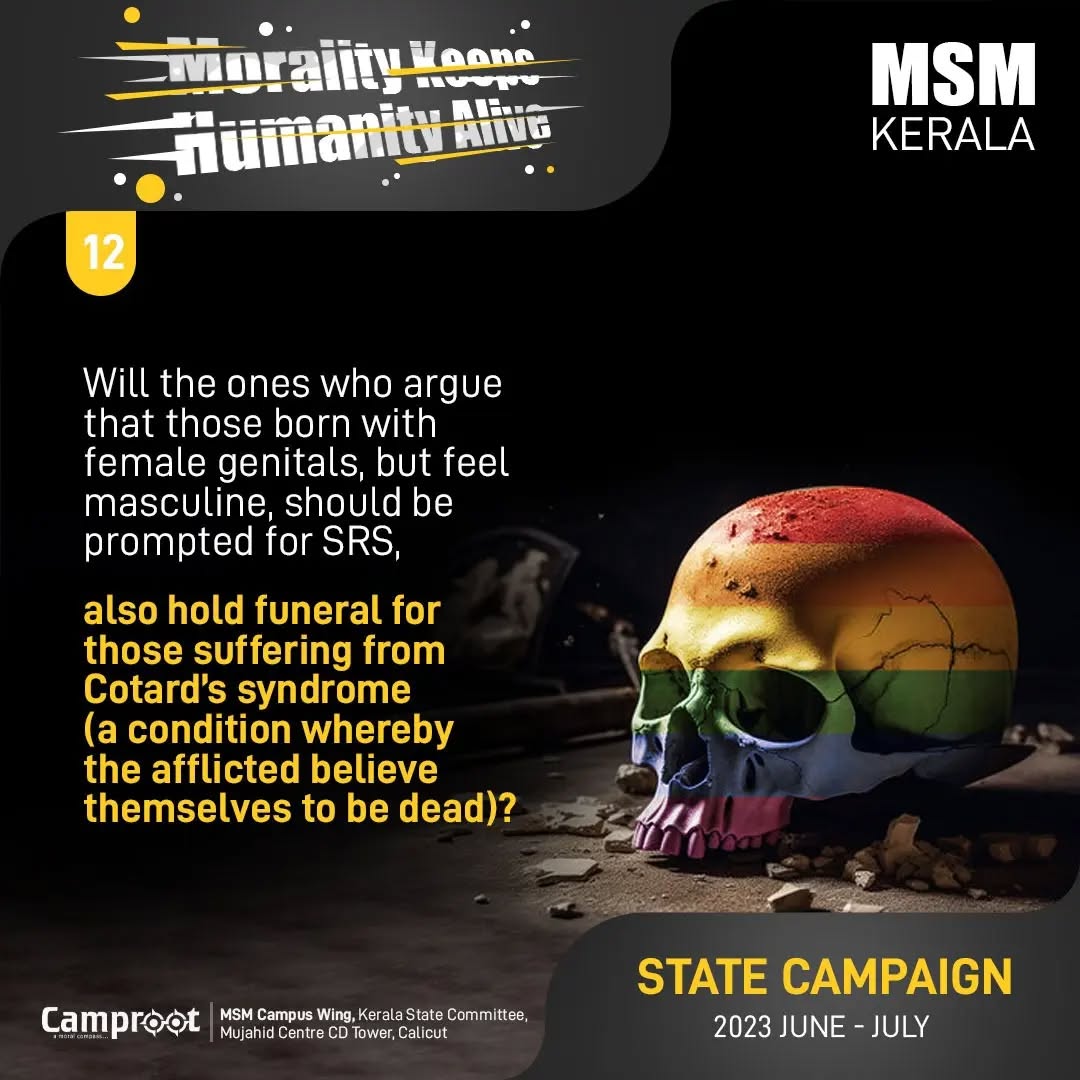 Morality Keeps
Humanity Alive
MSM
KERALA
12
Will the ones who argue
that those born with
female genitals, but feel
masculine, should be
prompted for SRS,
also hold funeral for
those suffering from
Cotard's syndrome
(a condition whereby
the afflicted believe
themselves to be dead)?
STATE CAMPAIGN
2023 JUNE - JULY
Camproot
a moral compass...
MSM Campus Wing, Kerala State Committee,
Mujahid Centre CD Tower, Calicut